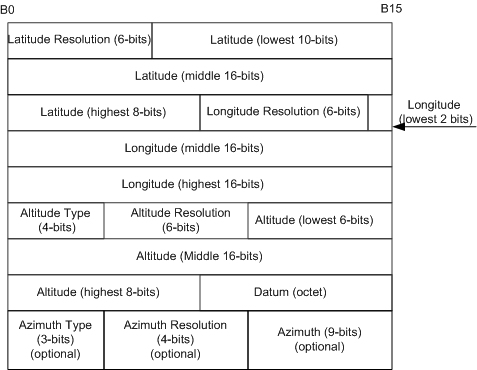 B0
B15
Latitude Resolution (6-bits)
Latitude (lowest 10-bits)
Latitude (middle 16-bits)
Latitude (highest 8-bits)
Longitude Resolution (6-bits)
Longitude
(lowest 2 bits)
Longitude (middle 16-bits)
Longitude (highest 16-bits)
Altitude Type
(4-bits)
Altitude Resolution
(6-bits)
Altitude (lowest 6-bits)
Altitude (Middle 16-bits)
Altitude (highest 8-bits)
Datum (octet)
Azimuth Type
(3-bits)
(optional)
Azimuth Resolution
(4-bits)
(optional)
Azimuth (9-bits)
(optional)